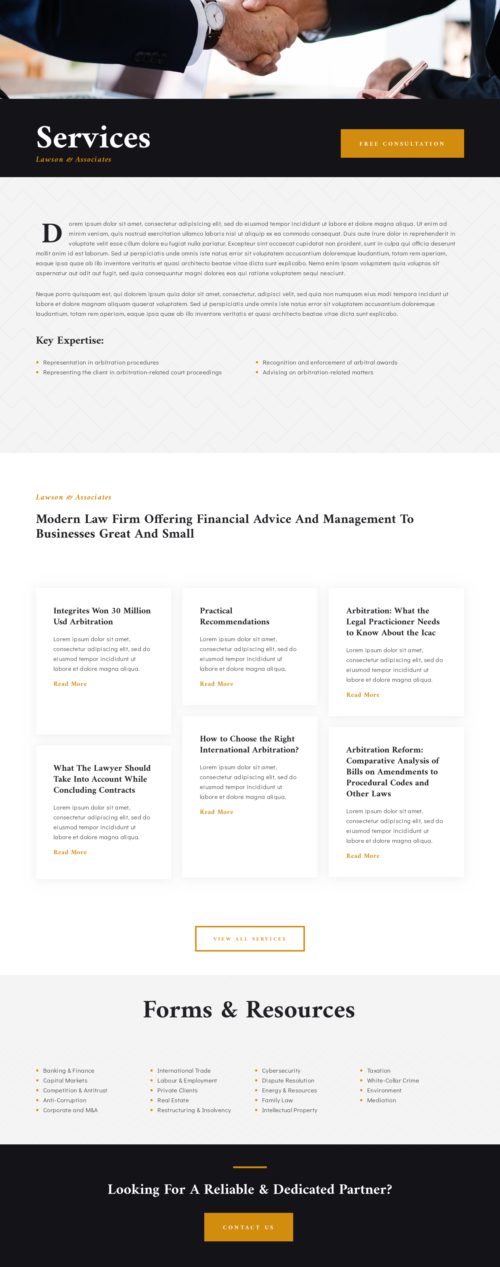 Services
Lawson & Associates
FREE CONSULTATION
Dorem ipsum dolor sit amet, consectetur adipisicing elit, sed do eiusmod tempor incididunt ut labore et dolore magna aliqua. Ut enim ad
minim veniam, quis nostrud exercitation ullamco laboris nisi ut aliquip ex ea commodo consequat. Duis aute irure dolor in reprehenderit in
voluptate velit esse cillum dolore eu fugiat nulla pariatur. Excepteur sint occaecat cupidatat non proident, sunt in culpa qui officia deserunt
mollit anim id est laborum. Sed ut perspiciatis unde omnis iste natus error sit voluptatem accusantium doloremque laudantium, totam rem aperiam,
eaque ipsa quae ab illo inventore veritatis et quasi architecto beatae vitae dicta sunt explicabo. Nemo enim ipsam voluptatem quia voluptas sit
aspernatur aut odit aut fugit, sed quia consequuntur magni dolores eos qui ratione voluptatem sequi nesciunt.
Neque porro quisquam est, qui dolorem ipsum quia dolor sit amet, consectetur, adipisci velit, sed quia non numquam eius modi tempora incidunt ut
labore et dolore magnam aliquam quaerat voluptatem. Sed ut perspiciatis unde omnis iste natus error sit voluptatem accusantium doloremque
laudantium, totam rem aperiam, eaque ipsa quae ab illo inventore veritatis et quasi architecto beatae vitae dicta sunt explicabo.
Key Expertise:
Representation in arbitration procedures
Representing the client in arbitration-related court proceedings
Recognition and enforcement of arbitral awards
Advising on arbitration-related matters
Lawson & Associates
Modern Law Firm Offering Financial Advice And Management To
Businesses Great And Small
Integrites Won 30 Million
Usd Arbitration
Lorem ipsum dolor sit amet,
consectetur adipisicing elit, sed do
eiusmod tempor incididunt ut
labore et dolore magna aliqua.
Read More
What The Lawyer Should
Take Into Account While
Concluding Contracts
Lorem ipsum dolor sit amet,
consectetur adipisicing elit, sed do
eiusmod tempor incididunt ut
labore et dolore magna aliqua.
Read More
Practical
Recommendations
Lorem ipsum dolor sit amet,
consectetur adipisicing elit, sed do
eiusmod tempor incididunt ut
labore et dolore magna aliqua.
Read More
How to Choose the Right
International Arbitration?
Lorem ipsum dolor sit amet,
consectetur adipisicing elit, sed do
eiusmod tempor incididunt ut
labore et dolore magna aliqua.
Read More
Arbitration: What the
Legal Practicioner Needs
to Know About the Icac
Lorem ipsum dolor sit amet,
consectetur adipisicing elit, sed do
eiusmod tempor incididunt ut
labore et dolore magna aliqua.
Read More
Arbitration Reform:
Comparative Analysis of
Bills on Amendments to
Procedural Codes and
Other Laws
Lorem ipsum dolor sit amet,
consectetur adipisicing elit, sed do
eiusmod tempor incididunt ut
labore et dolore magna aliqua.
Read More
VIEW ALL SERVICES
Forms & Resources
Banking & Finance
Capital Markets
Competition & Antitrust
Anti-Corruption
Corporate and M&A
International Trade
Labour & Employment
Private Clients
Real Estate
Restructuring & Insolvency
Cybersecurity
Dispute Resolution
Energy & Resources
Family Law
Intellectual Property
Taxation
White-Collar Crime
Environment
Mediation
Looking For A Reliable & Dedicated Partner?
CONTACT US